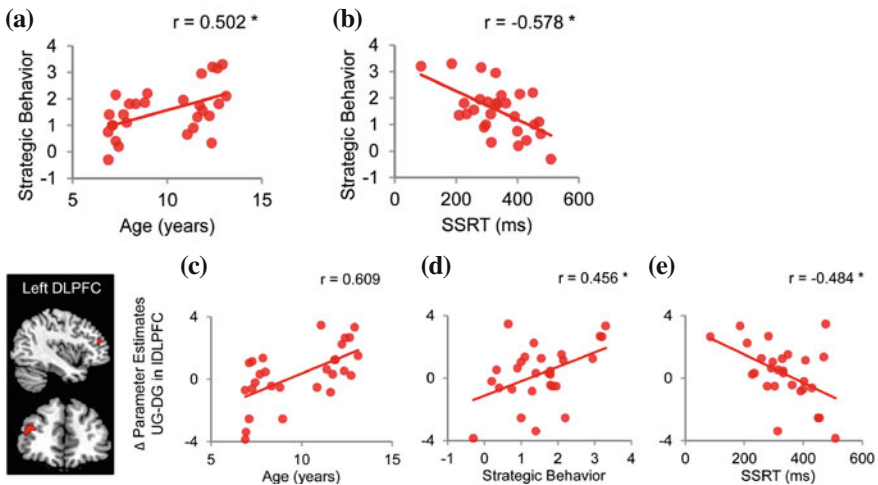 (a)
r = 0.502 *
Strategic Behavior
4
3
2
1
0
-1
5
10
15
Age (years)
(b)
r = -0.578 *
Strategic Behavior
4
3
2
1
0
-1
0
200
400
600
SSRT (ms)
Left DLPFC
(c)
r = 0.609
Δ Parameter Estimates
UG-DG in lDLPFC
4
0
-4
5
10
15
Age (years)
(d)
r = 0.456 *
4
0
-4
-1
0
1
2
3
4
Strategic Behavior
(e)
r = -0.484 *
4
0
-4
0
200
400
600
SSRT (ms)